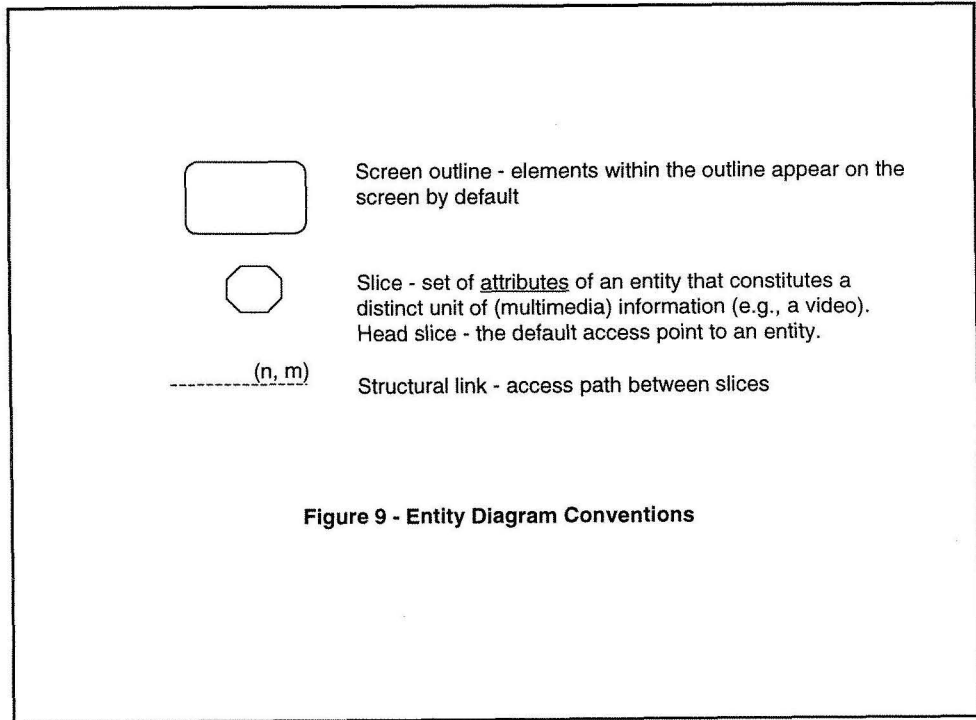 Screen outline - elements within the outline appear on the
screen by default
Slice - set of attributes of an entity that constitutes a
distinct unit of (multimedia) information (e.g., a video).
Head slice - the default access point to an entity.
(n, m)
Structural link - access path between slices
Figure 9 - Entity Diagram Conventions